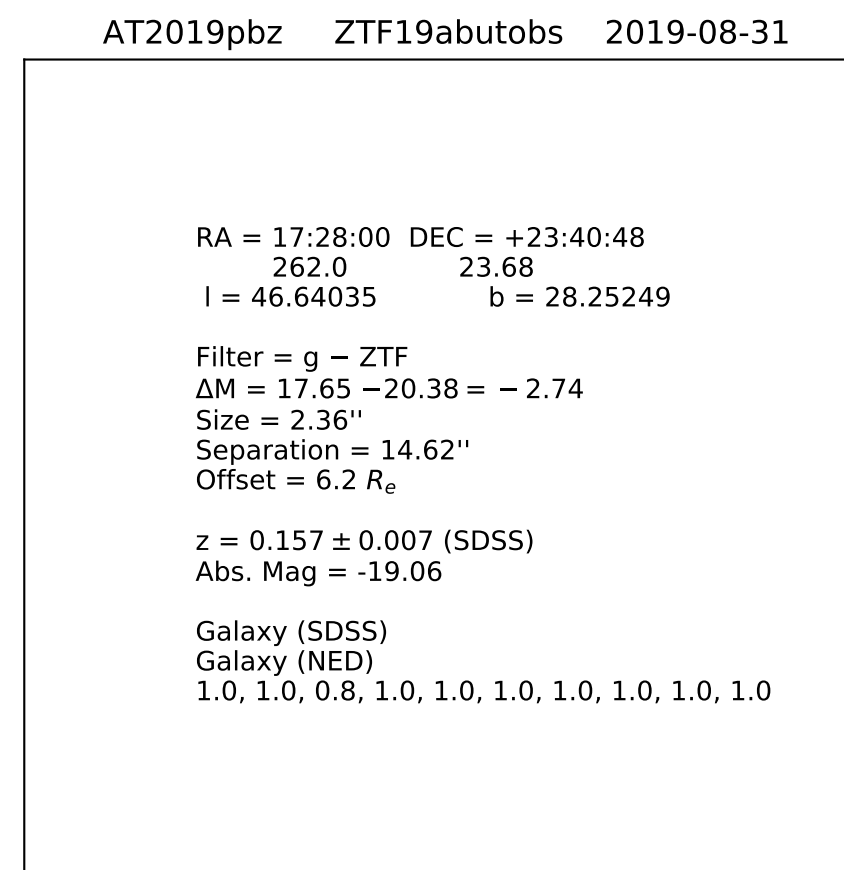 AT2019pbz ZTF19abutobs 2019-08-31
RA = 17:28:00 DEC = +23:40:48
262.0 23.68
l = 46.64035 b = 28.25249
Filter = g − ZTF
ΔM = 17.65 −20.38 = − 2.74
Size = 2.36''
Separation = 14.62''
Offset = 6.2 Rₑ
z = 0.157 ± 0.007 (SDSS)
Abs. Mag = -19.06
Galaxy (SDSS)
Galaxy (NED)
1.0, 1.0, 0.8, 1.0, 1.0, 1.0, 1.0, 1.0, 1.0, 1.0